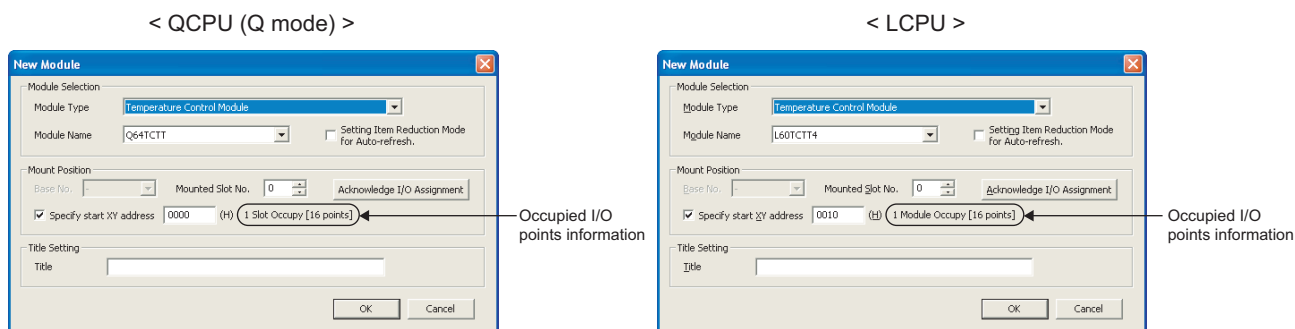 < QCPU (Q mode) >
New Module
Module Selection
Module Type Temperature Control Module
Module Name Q64TCTT Setting Item Reduction Mode
for Auto-refresh.
Mount Position
Base No. - Mounted Slot No. 0 Acknowledge I/O Assignment
Specify start XY address 0000 (H) 1 Slot Occupy [16 points]
Title Setting
Title
OK Cancel
Occupied I/O
points information
< LCPU >
New Module
Module Selection
Module Type Temperature Control Module
Module Name L60TCTT4 Setting Item Reduction Mode
for Auto-refresh.
Mount Position
Base No. - Mounted Slot No. 0 Acknowledge I/O Assignment
Specify start XY address 0010 (H) 1 Module Occupy [16 points]
Title Setting
Title
OK Cancel
Occupied I/O
points information